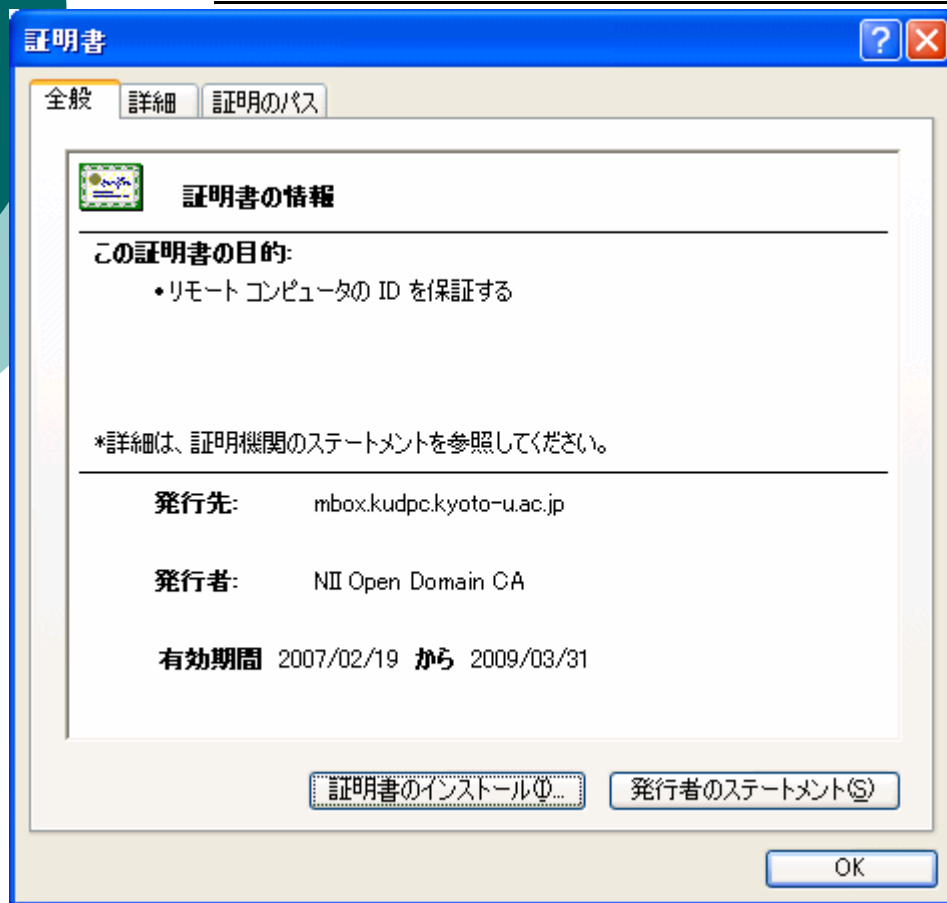 証明書
全般 詳細 証明のパス
証明書の情報
この証明書の目的:
•リモート コンピュータの ID を保証する
*詳細は、証明機関のステートメントを参照してください。
発行先: mbox.kudpc.kyoto-u.ac.jp
発行者: NII Open Domain CA
有効期間 2007/02/19 から 2009/03/31
証明書のインストール(I)... 発行者のステートメント(S)
OK